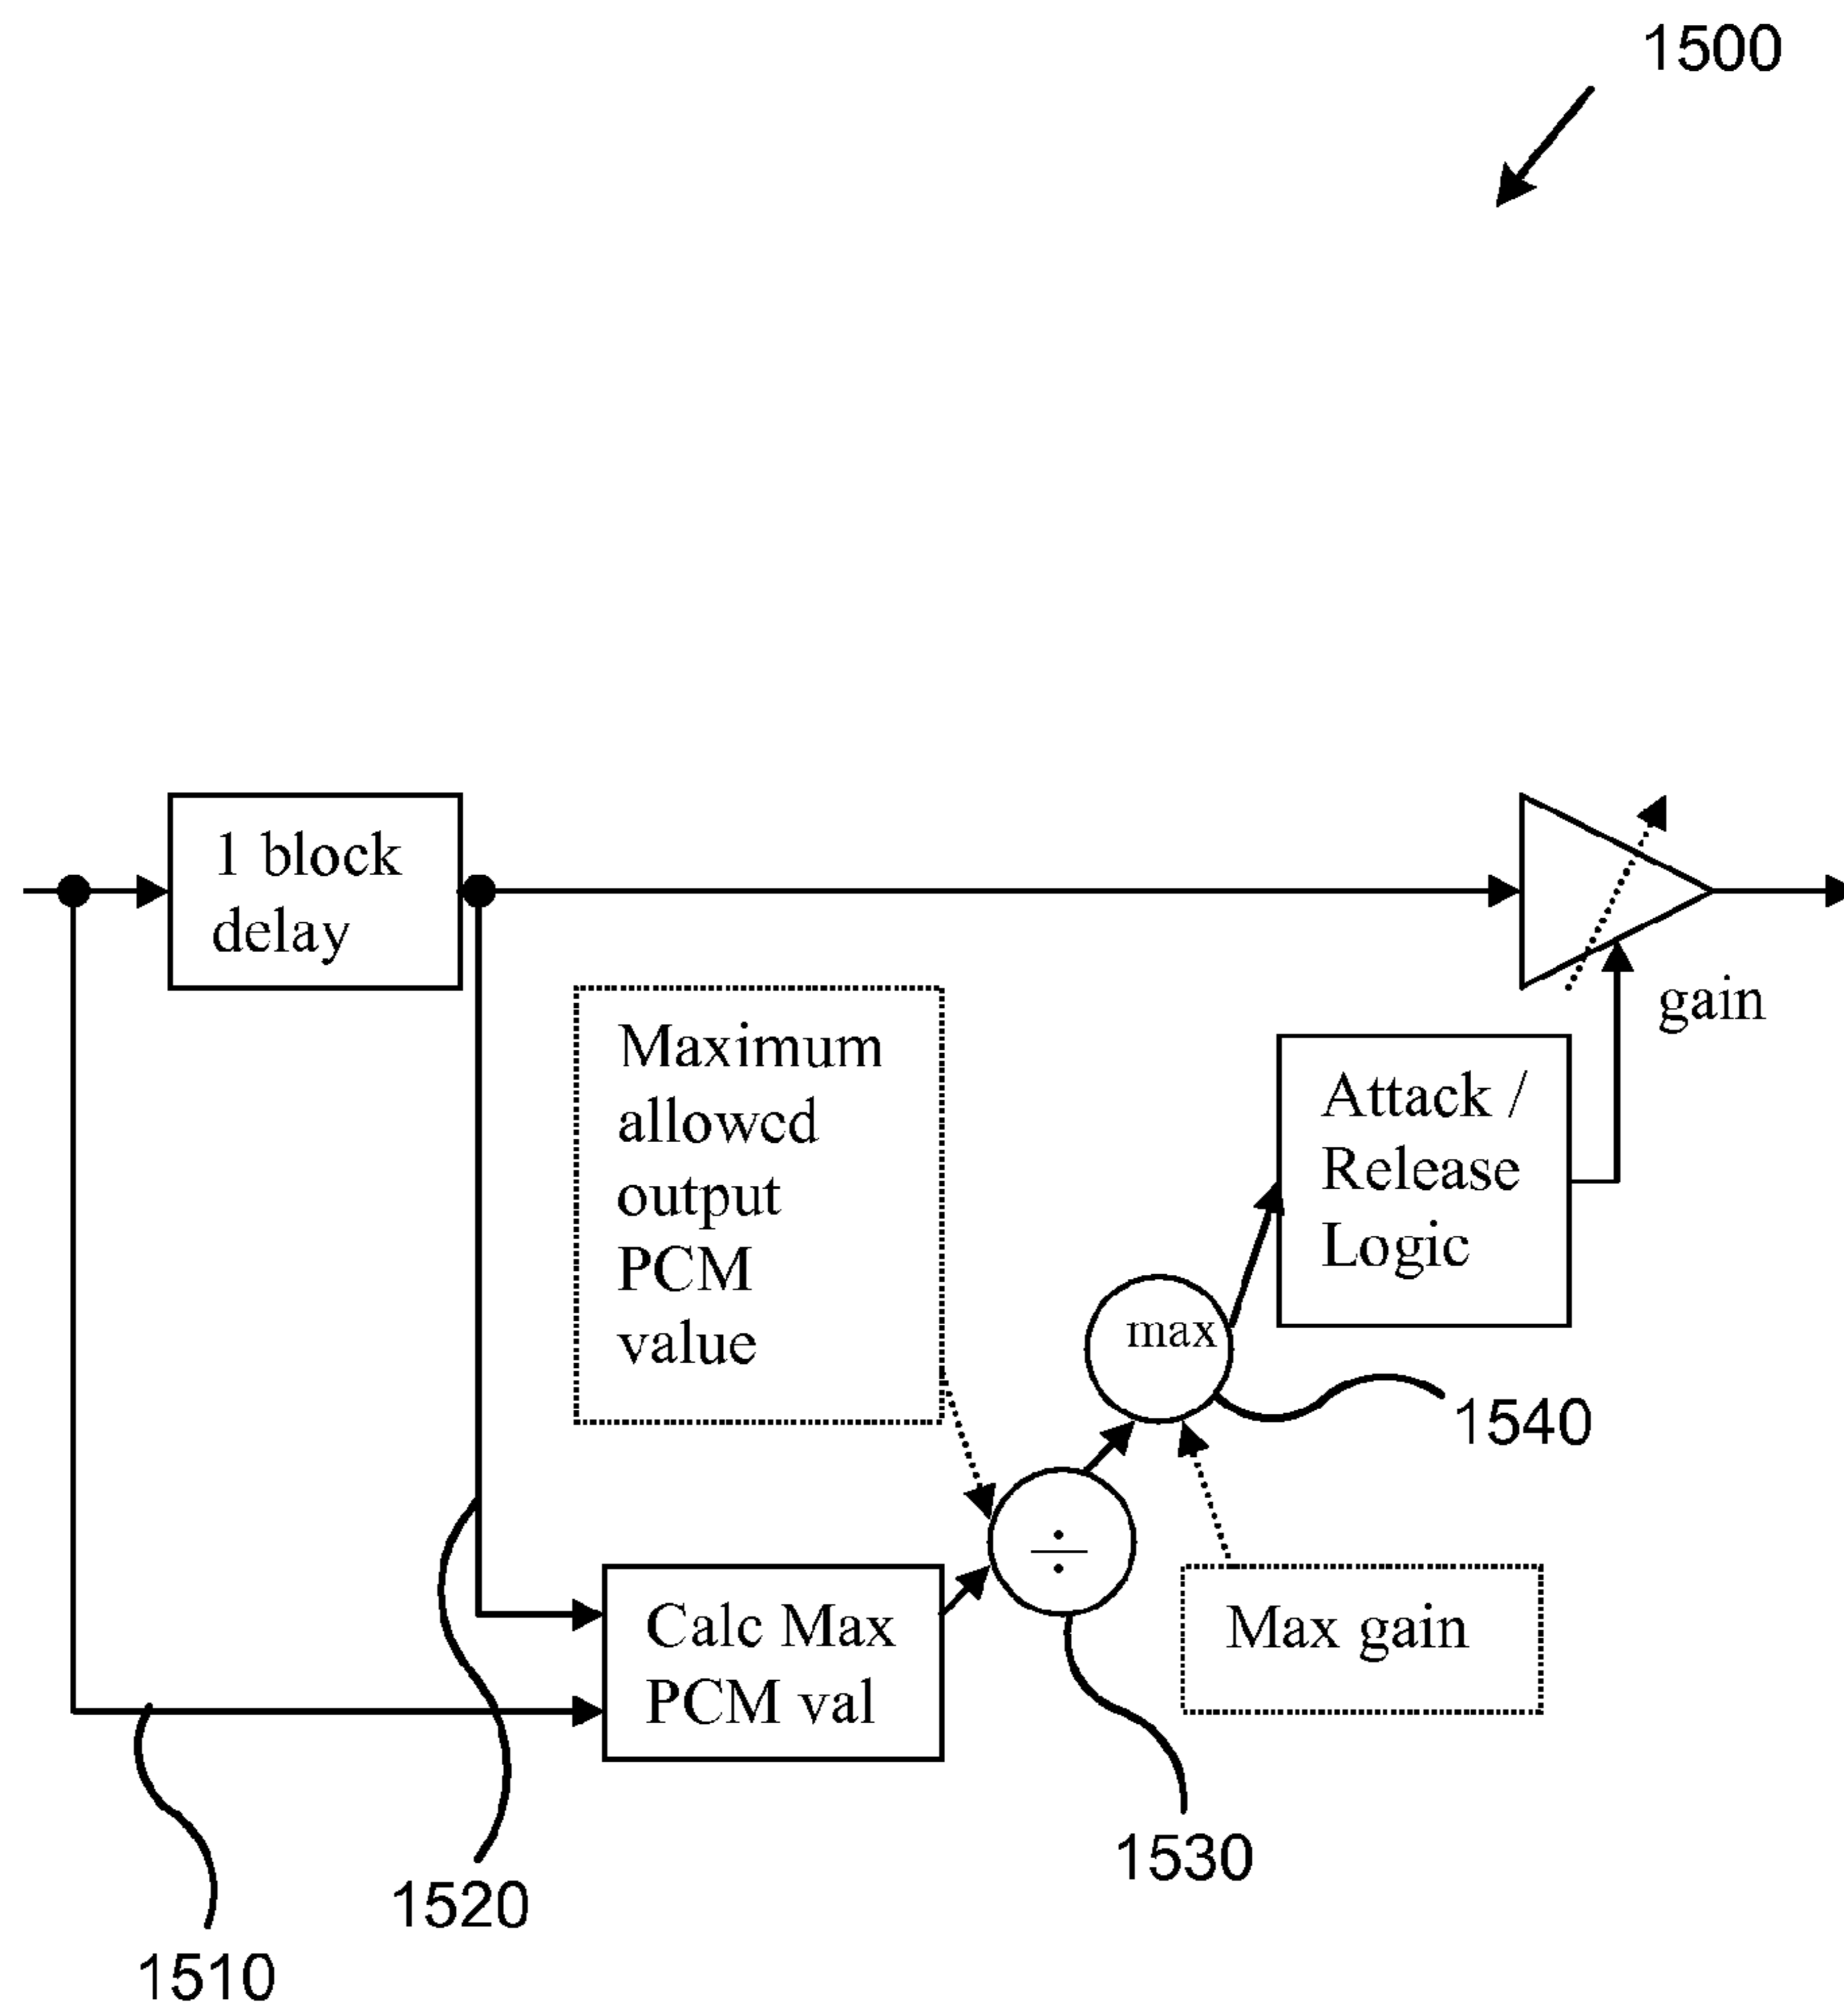 1500
1 block
delay
Maximum
allowcd
output
PCM
value
gain
Attack /
Release
Logic
max
1540
÷
Calc Max
PCM val
Max gain
1530
1520
1510